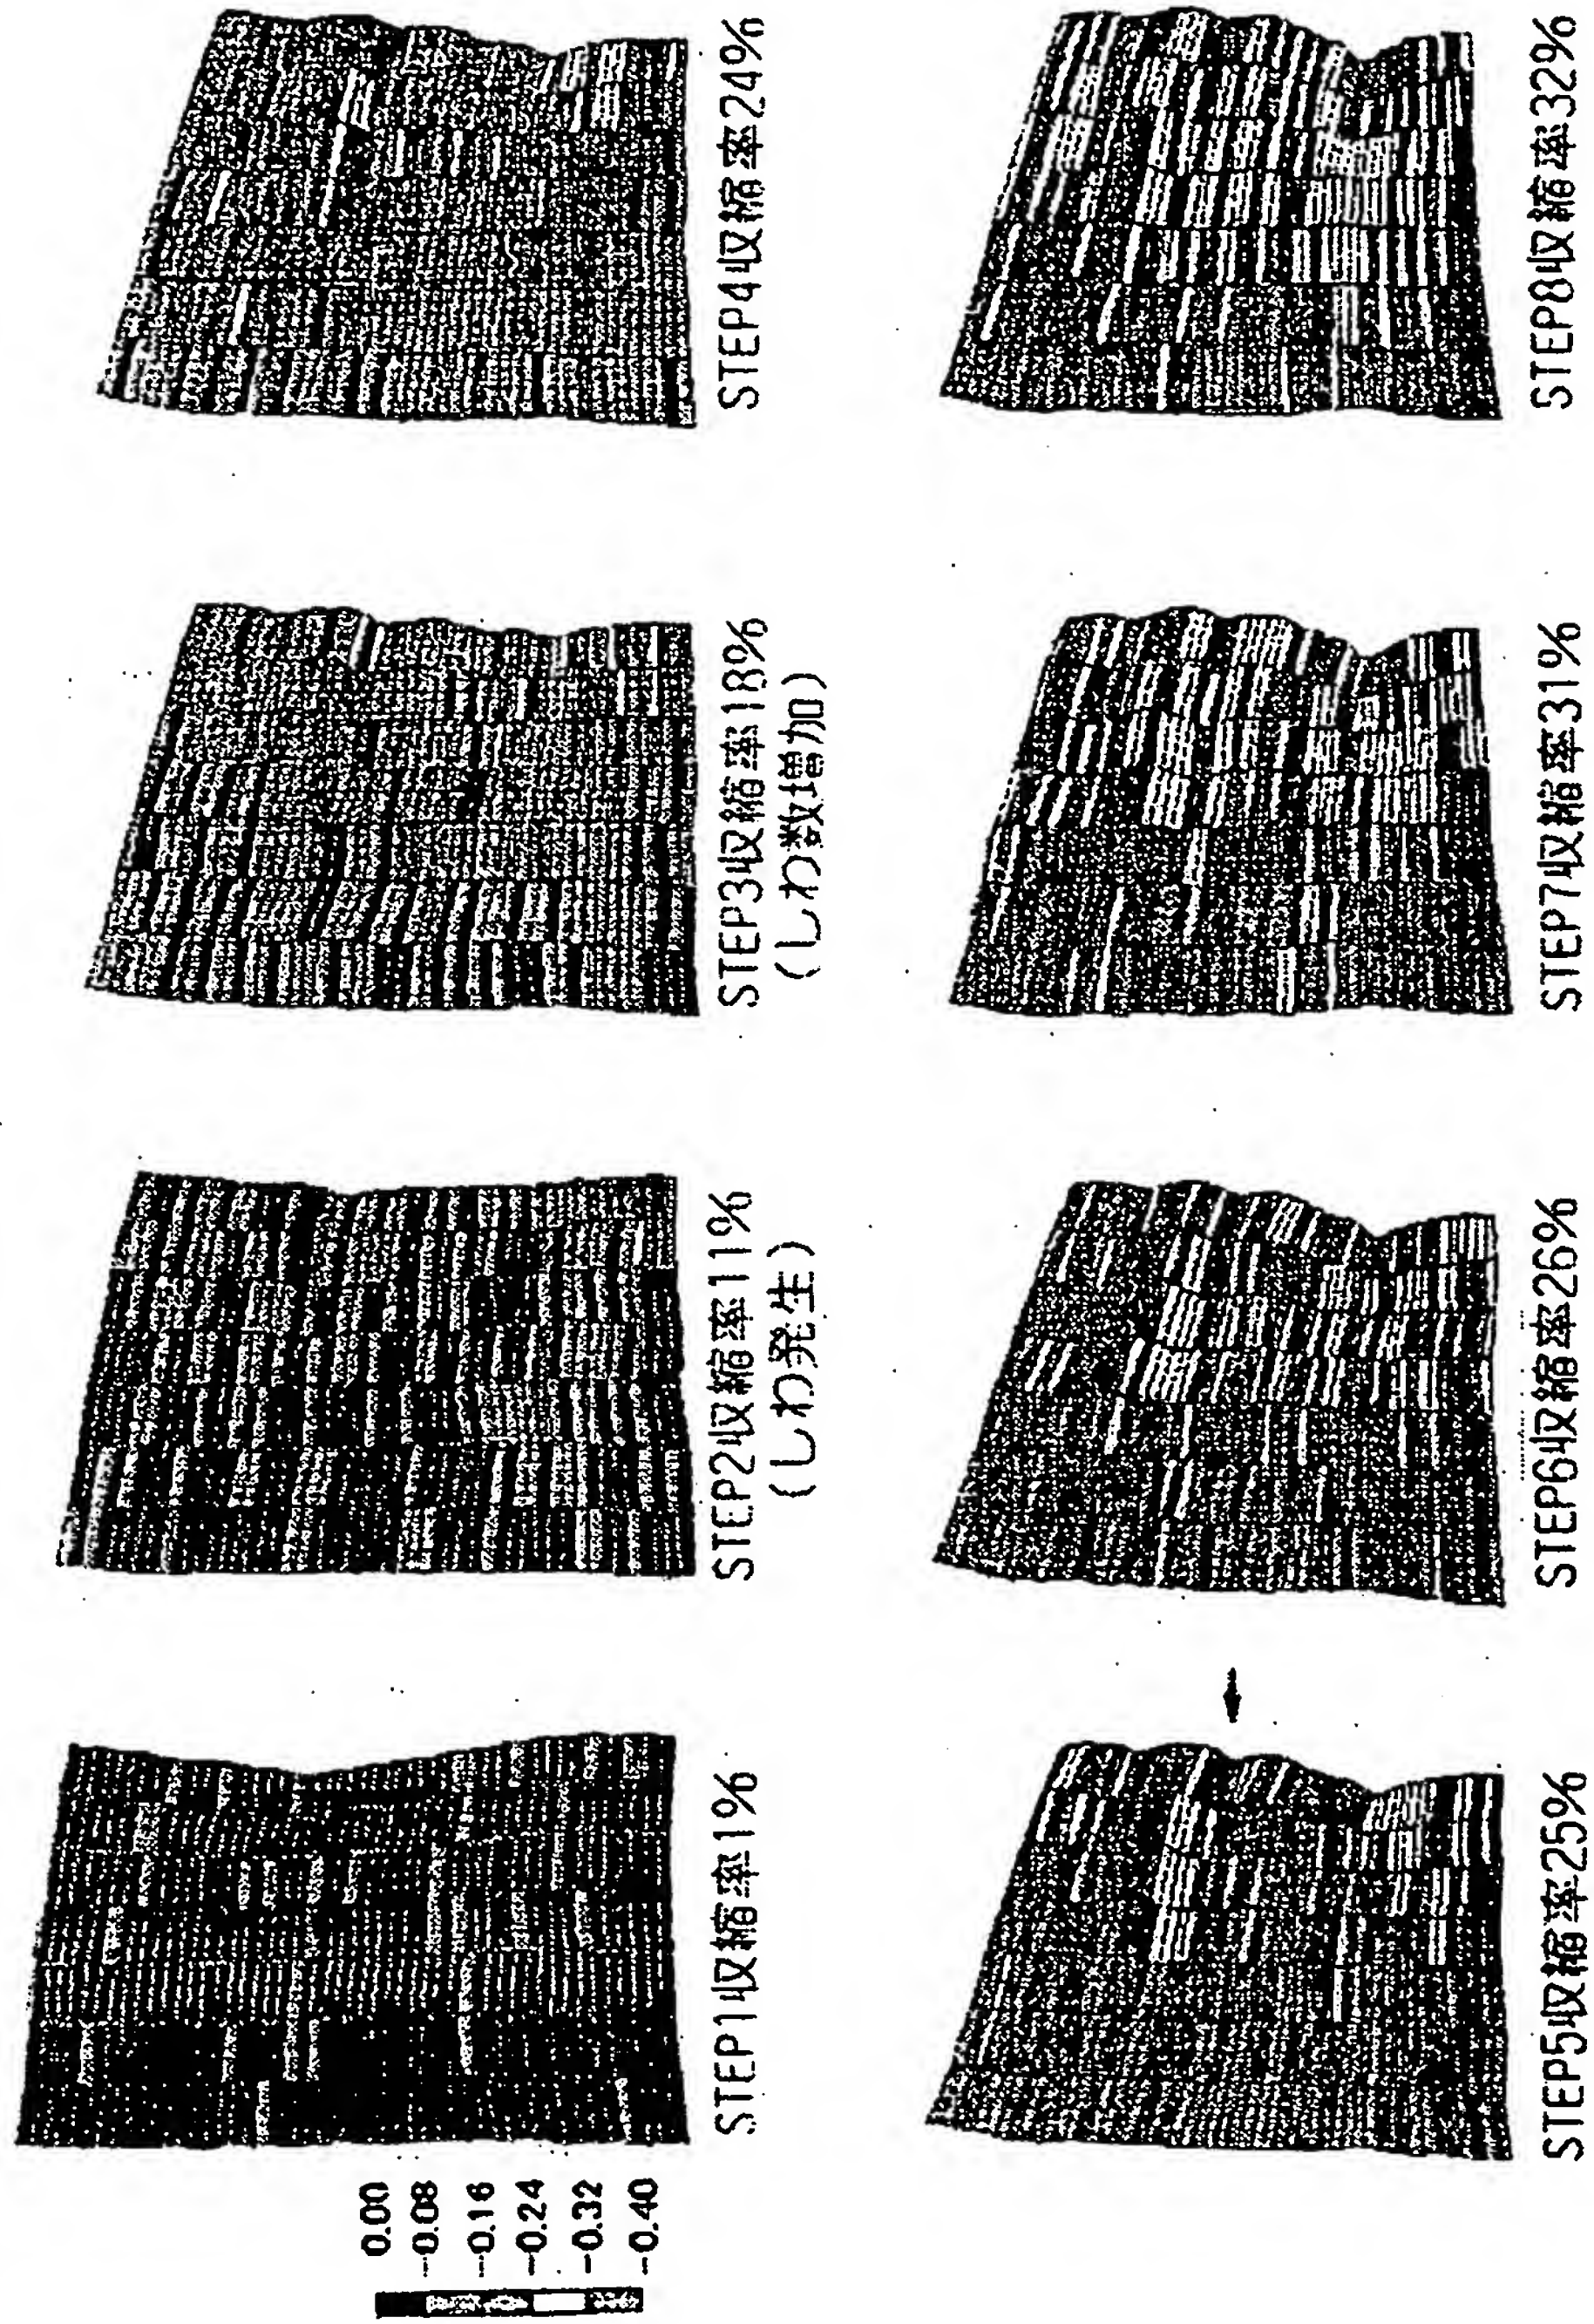 0.00
-0.08
-0.16
-0.24
-0.32
-0.40
STEP1収縮率1%
STEP2収縮率11%
(しわ発生)
STEP3収縮率18%
(しわ数増加)
STEP4収縮率24%
STEP5収縮率25%
STEP6収縮率26%
STEP7収縮率31%
STEP8収縮率32%